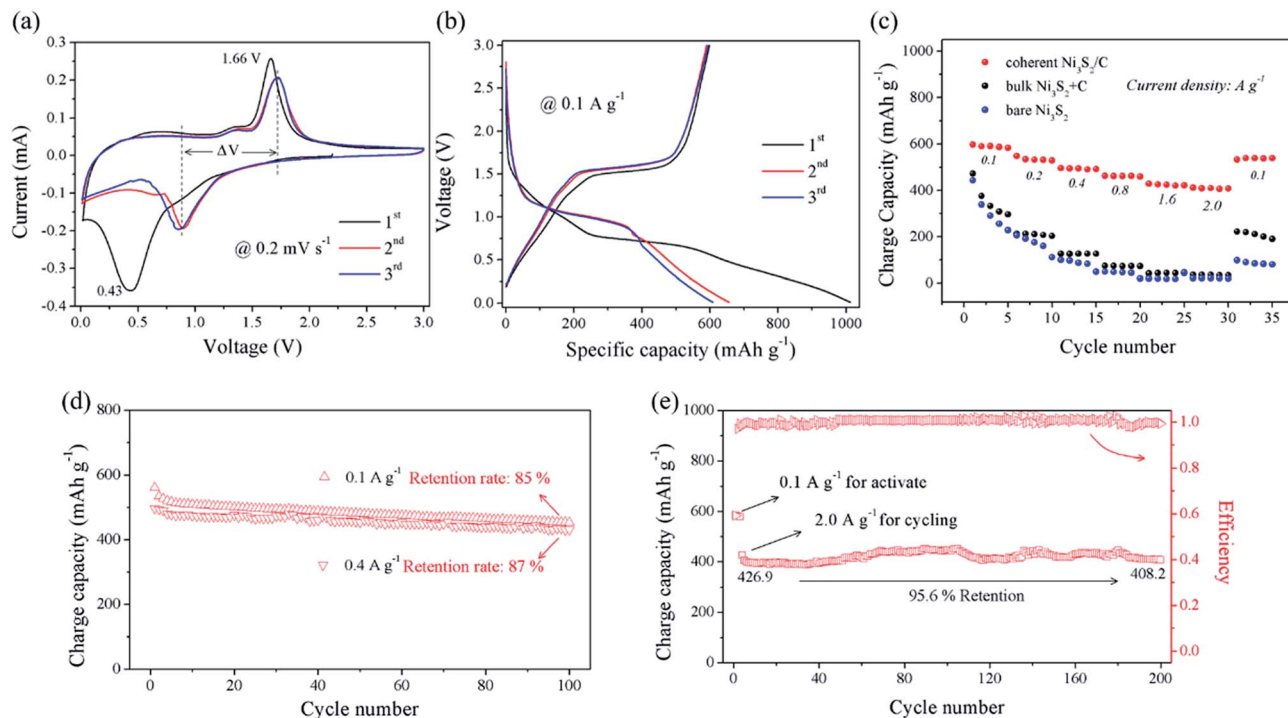 (a)
0.3
0.2
0.1
0.0
-0.1
-0.2
-0.3
-0.4
Current (mA)
1.66 V
ΔV
0.43
@ 0.2 mV s⁻¹
1ˢᵗ
2ⁿᵈ
3ʳᵈ
0.0 0.5 1.0 1.5 2.0 2.5 3.0
Voltage (V)
(b)
3.0
2.5
2.0
1.5
1.0
0.5
0.0
Voltage (V)
@ 0.1 A g⁻¹
1ˢᵗ
2ⁿᵈ
3ʳᵈ
0 200 400 600 800 1000
Specific capacity (mAh g⁻¹)
(c)
1000
800
600
400
200
0
Charge Capacity (mAh g⁻¹)
coherent Ni₃S₂/C
bulk Ni₃S₂+C
bare Ni₃S₂
Current density: A g⁻¹
0.1
0.2
0.4
0.8
1.6
2.0
0.1
0 5 10 15 20 25 30 35
Cycle number
(d)
800
600
400
200
0
Charge capacity (mAh g⁻¹)
0.1 A g⁻¹ Retention rate: 85 %
0.4 A g⁻¹ Retention rate: 87 %
0 20 40 60 80 100
Cycle number
(e)
1000
900
800
700
600
500
400
300
200
100
0
Charge capacity (mAh g⁻¹)
0.1 A g⁻¹ for activate
2.0 A g⁻¹ for cycling
426.9
408.2
95.6 % Retention
1.0
0.8
0.6
0.4
0.2
0.0
Efficiency
0 40 80 120 160 200
Cycle number